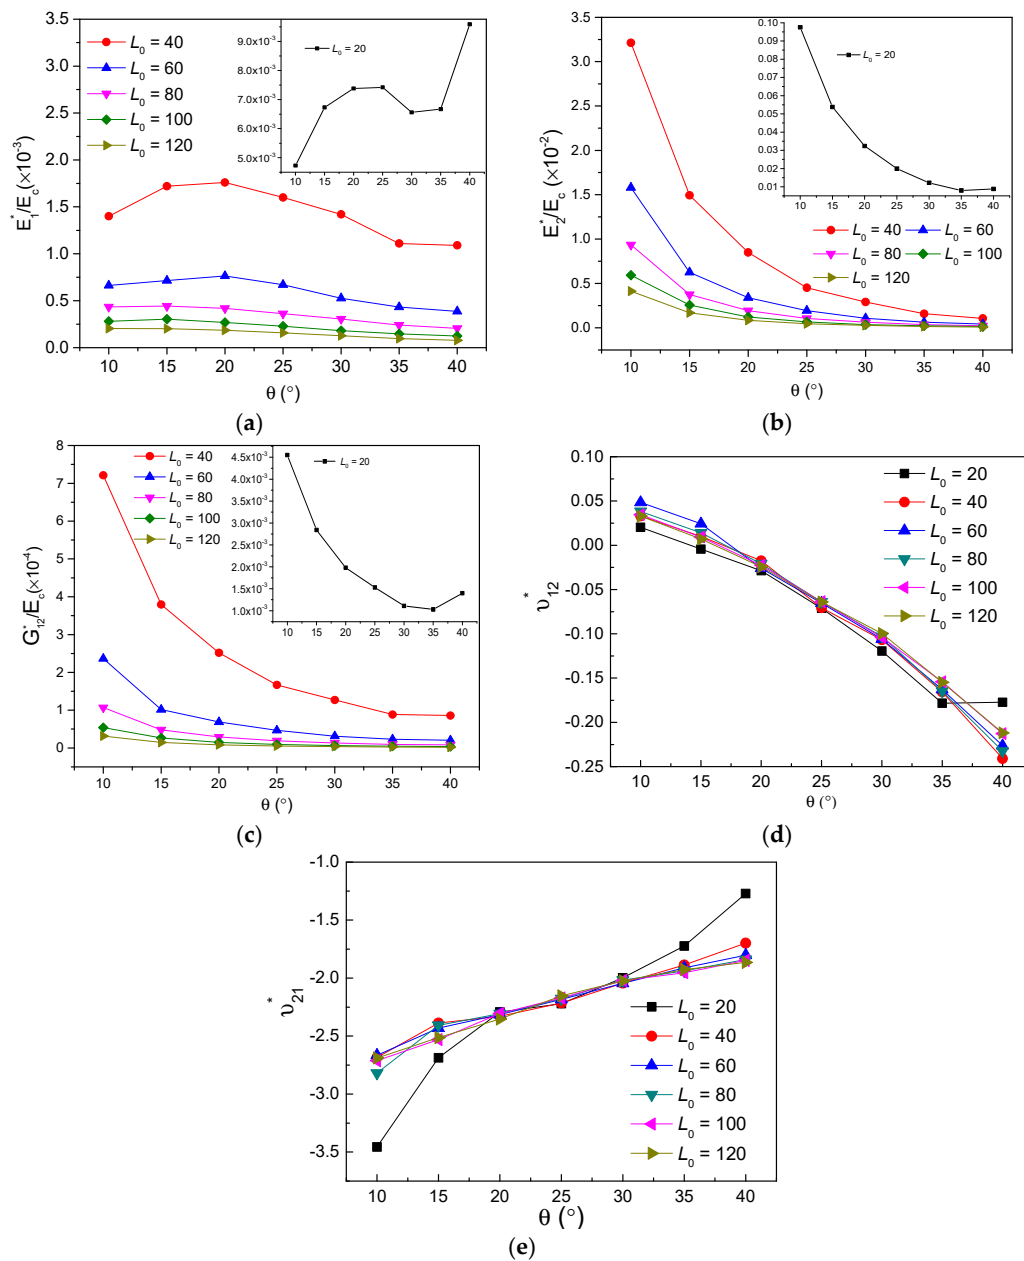 3.5
3.0
2.5
2.0
1.5
1.0
0.5
0.0
E*1/Ec(×10-3)
L0 = 40
L0 = 60
L0 = 80
L0 = 100
L0 = 120
9.0x10-3
8.0x10-3
7.0x10-3
6.0x10-3
5.0x10-3
L0 = 20
10 15 20 25 30 35 40
10 15 20 25 30 35 40
θ (°)
(a)
3.5
3.0
2.5
2.0
1.5
1.0
0.5
0.0
E*2/Ec (×10-2)
0.10
0.09
0.08
0.07
0.06
0.05
0.04
0.03
0.02
0.01
L0 = 20
10 15 20 25 30 35 40
L0 = 40 L0 = 60
L0 = 80 L0 = 100
L0 = 120
10 15 20 25 30 35 40
θ (°)
(b)
8
7
6
5
4
3
2
1
0
G*12/Ec(×10-4)
L0 = 40
L0 = 60
L0 = 80
L0 = 100
L0 = 120
4.5x10-3
4.0x10-3
3.5x10-3
3.0x10-3
2.5x10-3
2.0x10-3
1.5x10-3
1.0x10-3
L0 = 20
10 15 20 25 30 35 40
10 15 20 25 30 35 40
θ (°)
(c)
0.10
0.05
0.00
-0.05
-0.10
-0.15
-0.20
-0.25
υ*12
L0 = 20
L0 = 40
L0 = 60
L0 = 80
L0 = 100
L0 = 120
10 15 20 25 30 35 40
θ (°)
(d)
-1.0
-1.5
-2.0
-2.5
-3.0
-3.5
υ*21
L0 = 20
L0 = 40
L0 = 60
L0 = 80
L0 = 100
L0 = 120
10 15 20 25 30 35 40
θ (°)
(e)